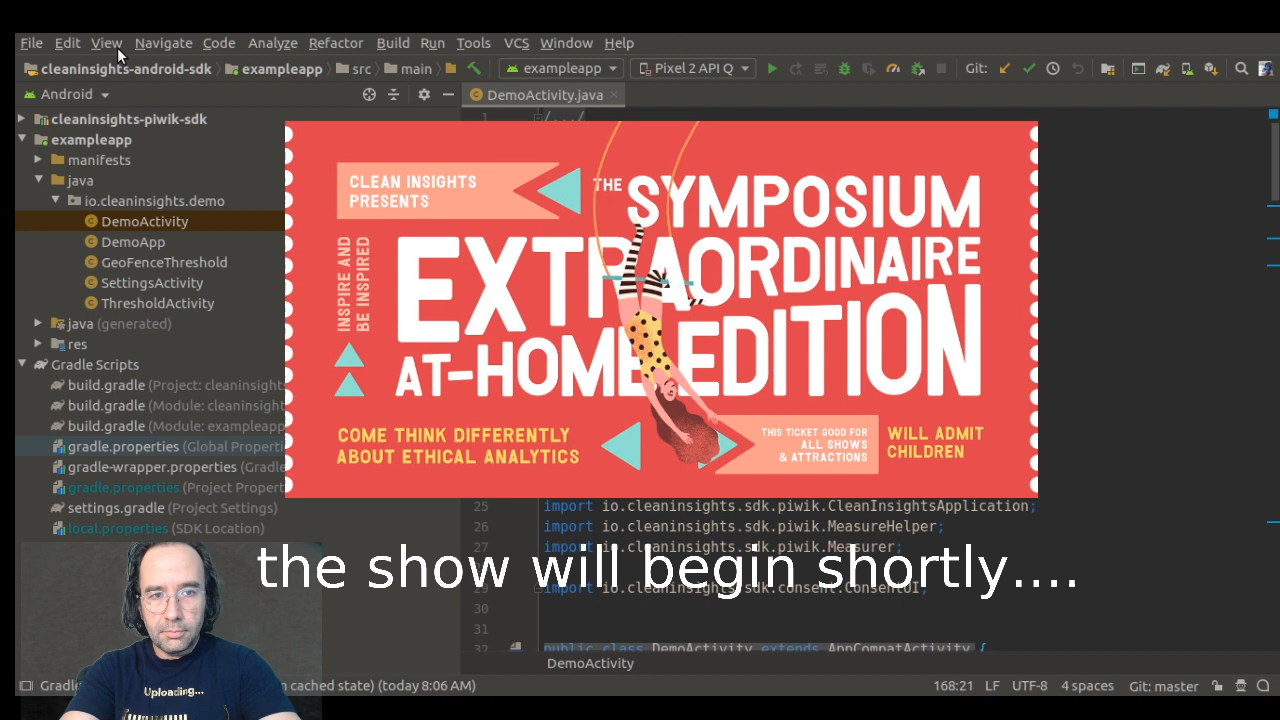 File Edit View Navigate Code Analyze Refactor Build Run Tools VCS Window Help
cleaninsights-android-sdk exampleapp src main exampleapp Pixel 2 API Q Git:
Android DemoActivity.java
cleaninsights-piwik-sdk
1 /.../
exampleapp
manifests
java
io.cleaninsights.demo
DemoActivity
DemoApp
GeoFenceThreshold
SettingsActivity
ThresholdActivity
java (generated)
res
Gradle Scripts
build.gradle (Project: cleaninsight
build.gradle (Module: cleaninsight
build.gradle (Module: exampleapp
gradle.properties (Global Properti
gradle-wrapper.properties (Gradle
gradle.properties (Project Propert
settings.gradle (Project Settings)
local.properties (SDK Location)
CLEAN INSIGHTS
PRESENTS
THE SYMPOSIUM
EXTRAORDINAIRE
AT-HOME EDITION
INSPIRE AND
BE INSPIRED
COME THINK DIFFERENTLY
ABOUT ETHICAL ANALYTICS
THIS TICKET GOOD FOR
ALL SHOWS
& ATTRACTIONS
WILL ADMIT
CHILDREN
25 import io.cleaninsights.sdk.piwik.CleanInsightsApplication;
26 import io.cleaninsights.sdk.piwik.MeasureHelper;
27 import io.cleaninsights.sdk.piwik.Measurer;
the show will begin shortly....
29 import io.cleaninsights.sdk.consent.ConsentUI;
30
31
32 public class DemoActivity extends AppCompatActivity {
DemoActivity
Uploading...
Gradle
cached state) (today 8:06 AM)
168:21 LF UTF-8 4 spaces Git: master